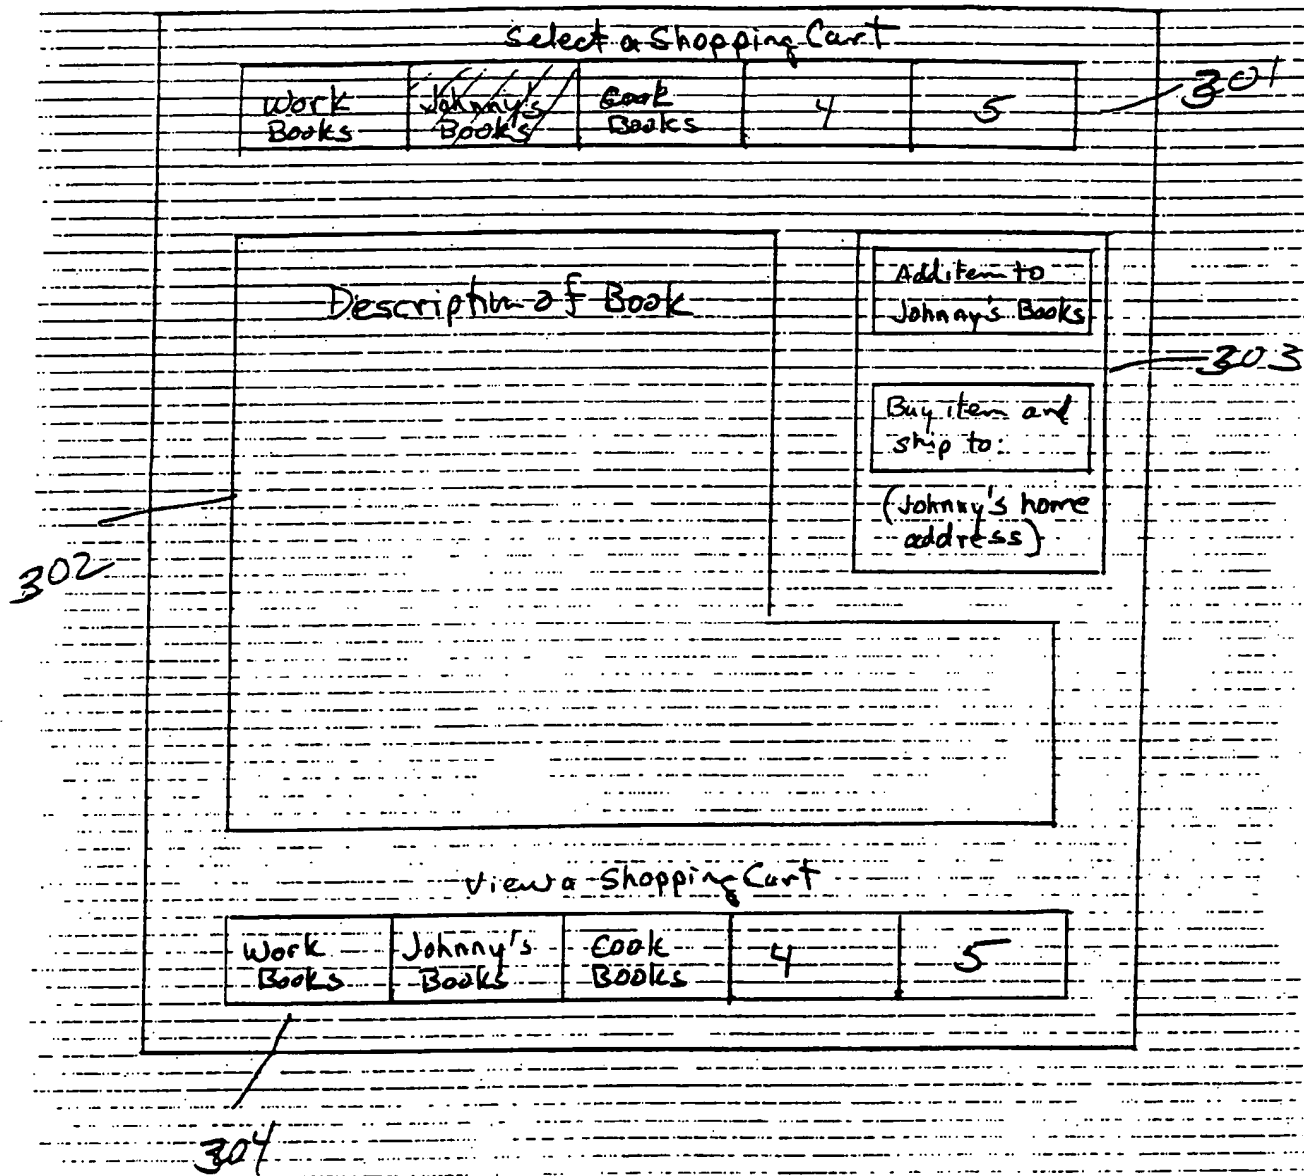 Select a Shopping Cart
Work Books
Johnny's Books
Cook Books
4
5
301
Description of Book
Add item to
Johnny's Books
303
Buy item and
ship to:
(Johnny's home
address)
302
View a Shopping Cart
Work Books
Johnny's Books
Cook Books
4
5
304